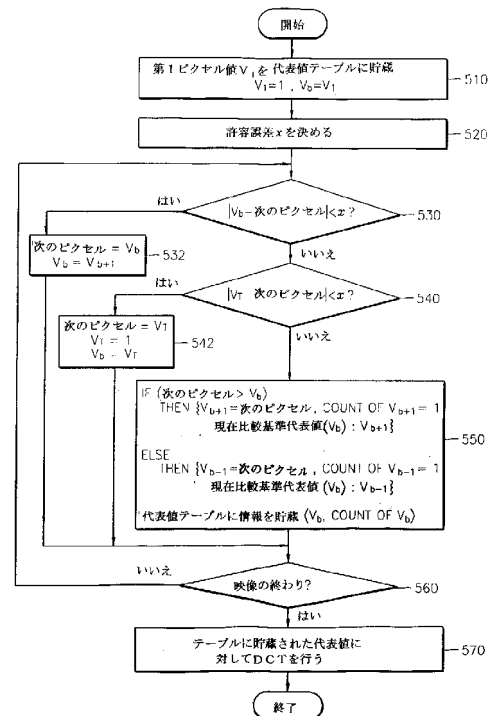 開始
第1ピクセル値V₁を代表値テーブルに貯蔵
V₁=1 , Vb=V₁
510
許容誤差xを決める
520
|Vb-次のピクセル|<x?
530
はい
いいえ
次のピクセル = Vb
Vb = Vb+1
532
|VT 次のピクセル|<x?
540
はい
いいえ
次のピクセル = VT
VT = 1
Vb = VT
542
IF (次のピクセル> Vb)
THEN {Vb+1=次のピクセル, COUNT OF Vb+1= 1
現在比較基準代表値(Vb) : Vb+1}
ELSE
THEN {Vb-1=次のピクセル, COUNT OF Vb-1= 1
現在比較基準代表値(Vb) : Vb-1}
代表値テーブルに情報を貯蔵 (Vb, COUNT OF Vb)
550
いいえ
映像の終わり?
560
はい
テーブルに貯蔵された代表値に
対してDCTを行う
570
終了